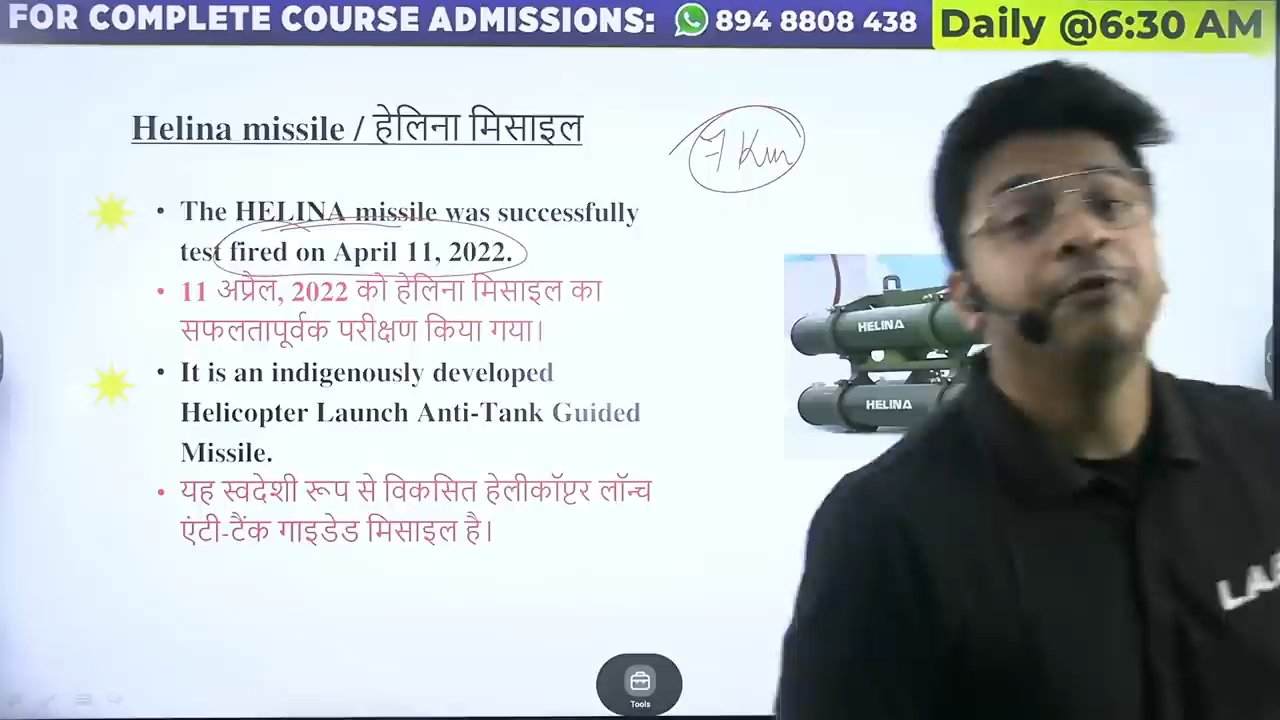 FOR COMPLETE COURSE ADMISSIONS: 894 8808 438
Daily @6:30 AM
Helina missile / हेलिना मिसाइल
7 Km
• The HELINA missile was successfully
test fired on April 11, 2022.
• 11 अप्रैल, 2022 को हेलिना मिसाइल का
सफलतापूर्वक परीक्षण किया गया।
• It is an indigenously developed
Helicopter Launch Anti-Tank Guided
Missile.
• यह स्वदेशी रूप से विकसित हेलीकॉप्टर लॉन्च
एंटी-टैंक गाइडेड मिसाइल है।
HELINA
HELINA
Tools